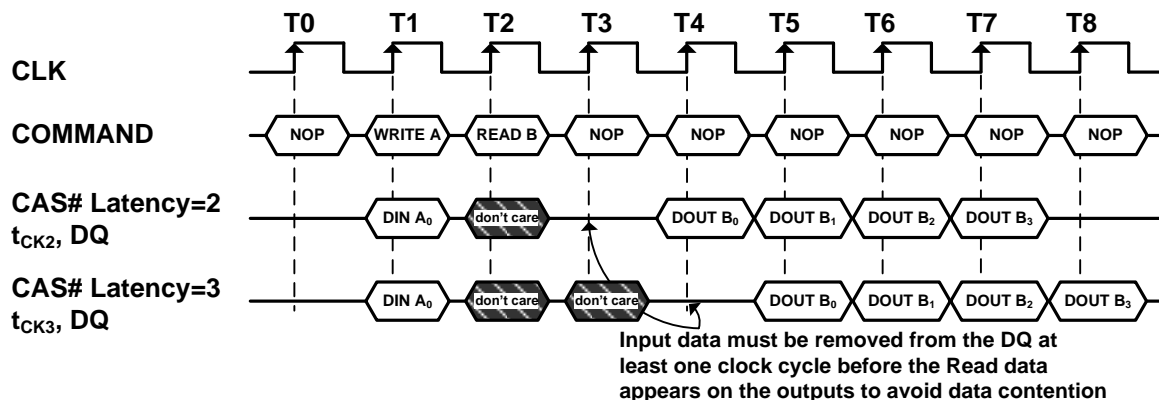 T0 T1 T2 T3 T4 T5 T6 T7 T8
CLK
COMMAND NOP WRITE A READ B NOP NOP NOP NOP NOP NOP
CAS# Latency=2
tCK2, DQ DIN A0 don't care DOUT B0 DOUT B1 DOUT B2 DOUT B3
CAS# Latency=3
tCK3, DQ DIN A0 don't care don't care DOUT B0 DOUT B1 DOUT B2 DOUT B3
Input data must be removed from the DQ at
least one clock cycle before the Read data
appears on the outputs to avoid data contention